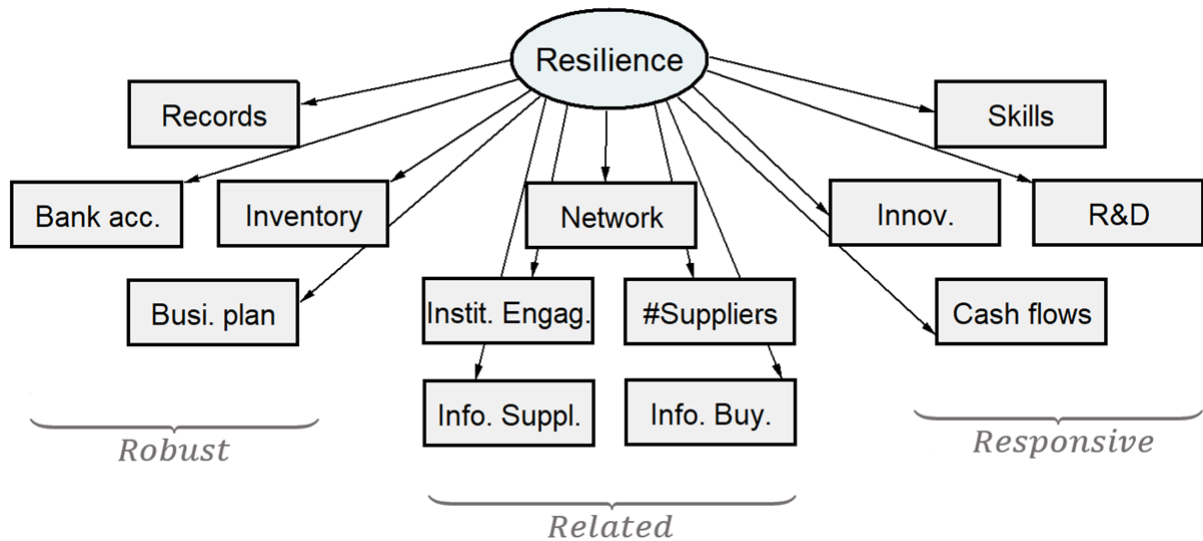 Resilience
Records
Skills
Bank acc.
Inventory
Network
Innov.
R&D
Busi. plan
Instit. Engag.
#Suppliers
Cash flows
Info. Suppl.
Info. Buy.
Robust
Responsive
Related